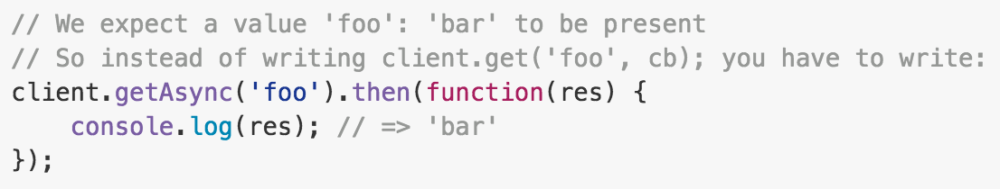 // We expect a value 'foo': 'bar' to be present
// So instead of writing client.get('foo', cb); you have to write:
client.getAsync('foo').then(function(res) {
    console.log(res); // => 'bar'
});